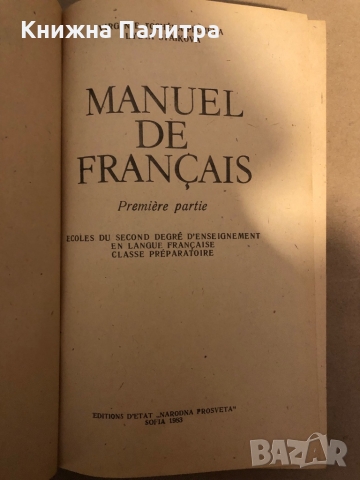 Книжна Къща
MANUEL
DE
FRANÇAIS
Première partie
ECOLES DU SECOND DEGRÉ D'ENSEIGNEMENT
EN LANGUE FRANÇAISE
CLASSE PRÉPARATOIRE
EDITIONS D'ETAT „NARODNA PROSVETA"
SOFIA
BAZAR